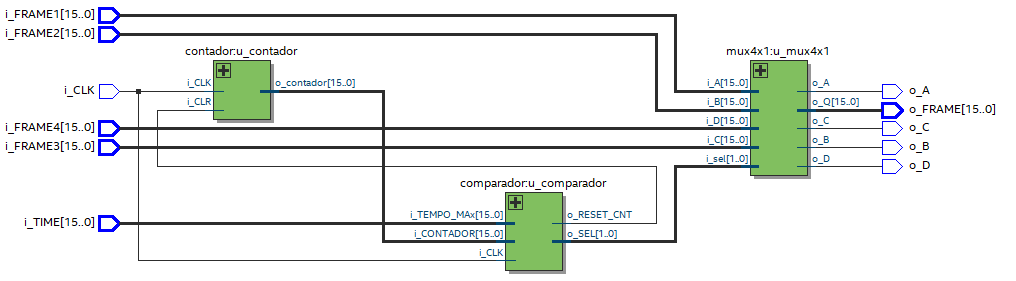 i_FRAME1[15..0]
i_FRAME2[15..0]
contador:u_contador
mux4x1:u_mux4x1
i_CLK
i_CLK
o_contador[15..0]
i_CLR
i_A[15..0]
o_A
o_A
i_B[15..0]
o_Q[15..0]
o_FRAME[15..0]
i_FRAME4[15..0]
i_D[15..0]
o_C
o_C
i_FRAME3[15..0]
i_C[15..0]
o_B
o_B
i_sel[1..0]
o_D
o_D
comparador:u_comparador
i_TIME[15..0]
i_TEMPO_MAx[15..0]
o_RESET_CNT
i_CONTADOR[15..0]
o_SEL[1..0]
i_CLK